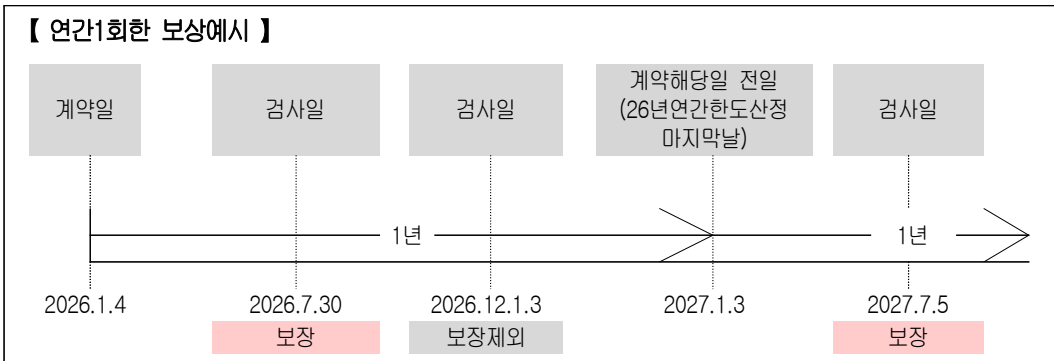 【 연간1회한 보상예시 】
계약일
검사일
검사일
계약해당일 전일
(26년연간한도산정
마지막날)
검사일
1년
1년
2026.1.4
2026.7.30
2026.12.1.3
2027.1.3
2027.7.5
보장
보장제외
보장